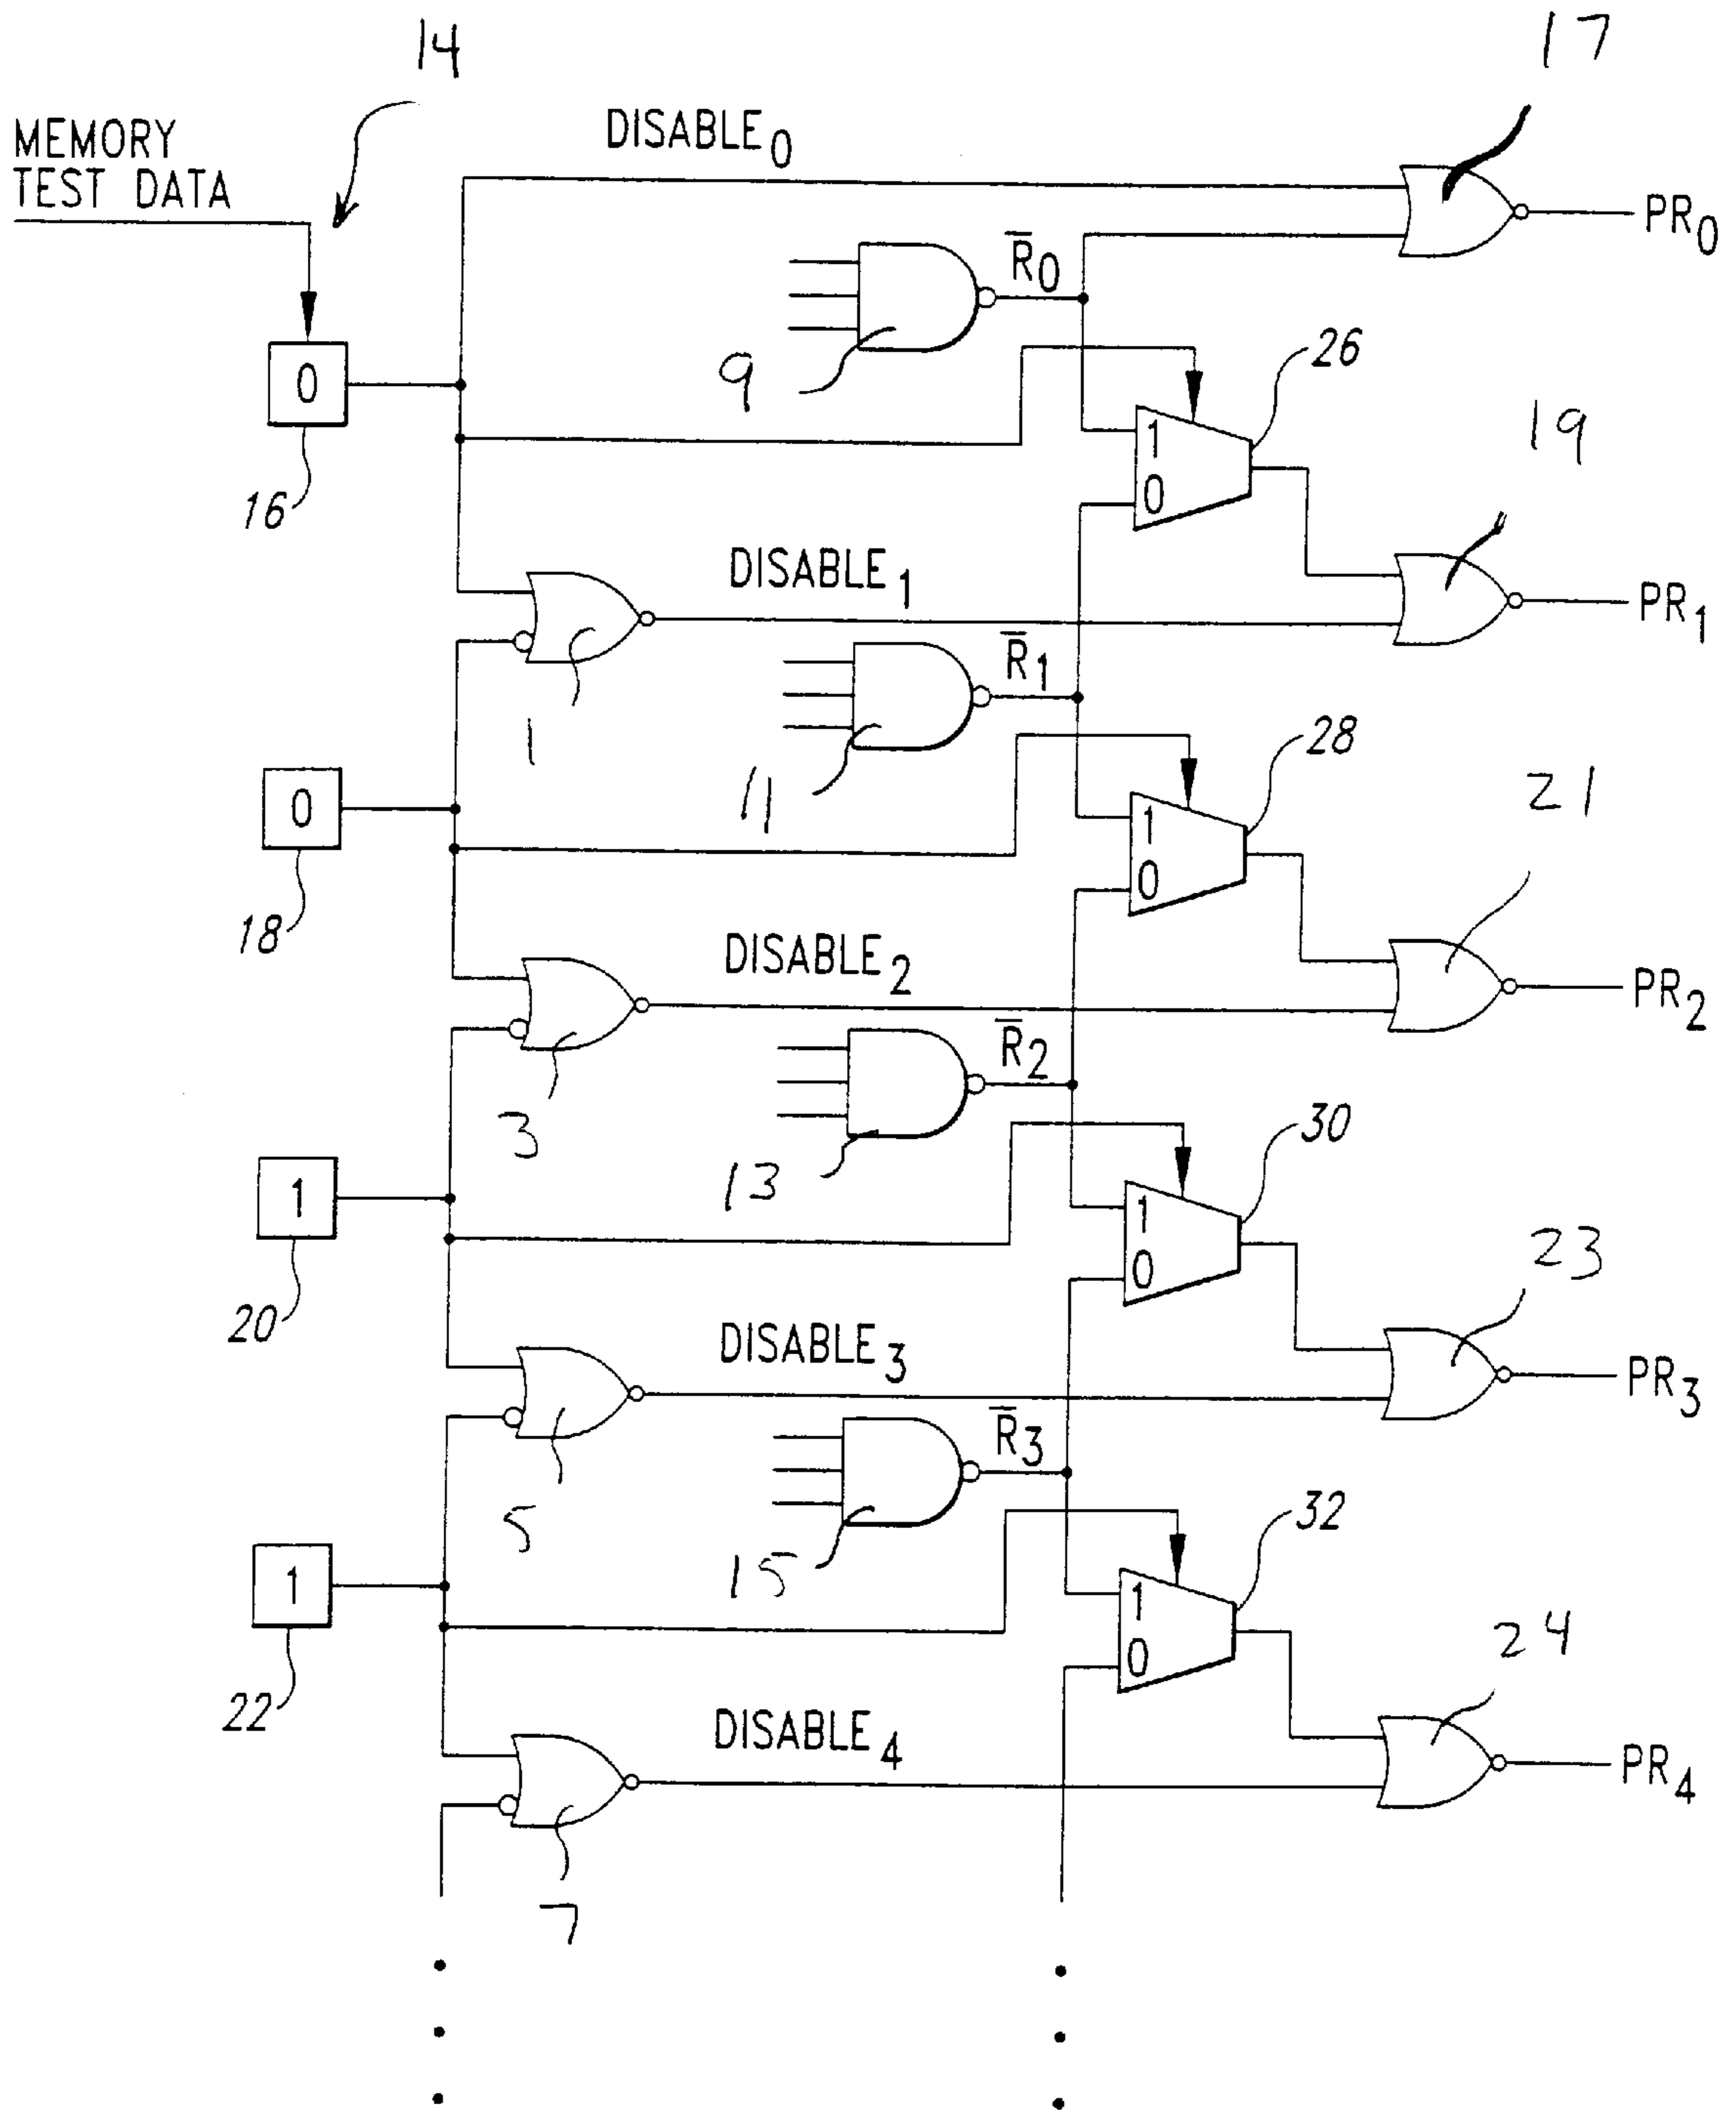 14
17
MEMORY
TEST DATA
DISABLE₀
PR₀
R̅₀
9
0
16
26
1
0
19
DISABLE₁
PR₁
R̅₁
1
11
0
18
28
1
0
21
DISABLE₂
PR₂
R̅₂
3
13
1
20
30
1
0
23
DISABLE₃
PR₃
R̅₃
5
15
1
22
32
1
0
24
DISABLE₄
PR₄
7